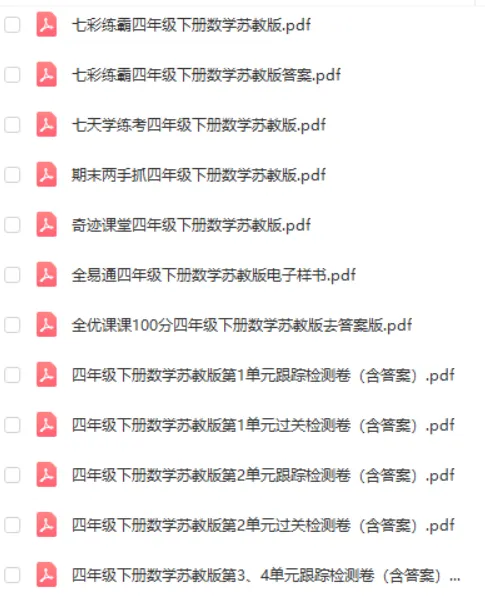 七彩练霸四年级下册数学苏教版.pdf
七彩练霸四年级下册数学苏教版答案.pdf
七天学练考四年级下册数学苏教版.pdf
期末两手抓四年级下册数学苏教版.pdf
奇迹课堂四年级下册数学苏教版.pdf
全易通四年级下册数学苏教版电子样书.pdf
全优课课100分四年级下册数学苏教版去答案版.pdf
四年级下册数学苏教版第1单元跟踪检测卷（含答案）.pdf
四年级下册数学苏教版第1单元过关检测卷（含答案）.pdf
四年级下册数学苏教版第2单元跟踪检测卷（含答案）.pdf
四年级下册数学苏教版第2单元过关检测卷（含答案）.pdf
四年级下册数学苏教版第3、4单元跟踪检测卷（含答案）...